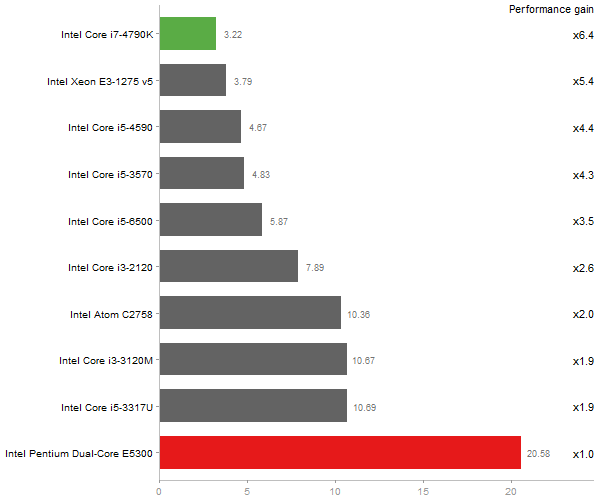 Performance gain
Intel Core i7-4790K 3.22 x6.4
Intel Xeon E3-1275 v5 3.79 x5.4
Intel Core i5-4590 4.67 x4.4
Intel Core i5-3570 4.83 x4.3
Intel Core i5-6500 5.87 x3.5
Intel Core i3-2120 7.89 x2.6
Intel Atom C2758 10.36 x2.0
Intel Core i3-3120M 10.67 x1.9
Intel Core i5-3317U 10.69 x1.9
Intel Pentium Dual-Core E5300 20.58 x1.0
0 5 10 15 20